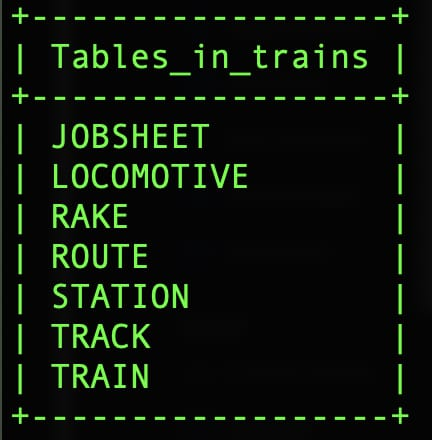 +------------------+
| Tables_in_trains |
+------------------+
| JOBSHEET         |
| LOCOMOTIVE       |
| RAKE             |
| ROUTE            |
| STATION          |
| TRACK            |
| TRAIN            |
+------------------+